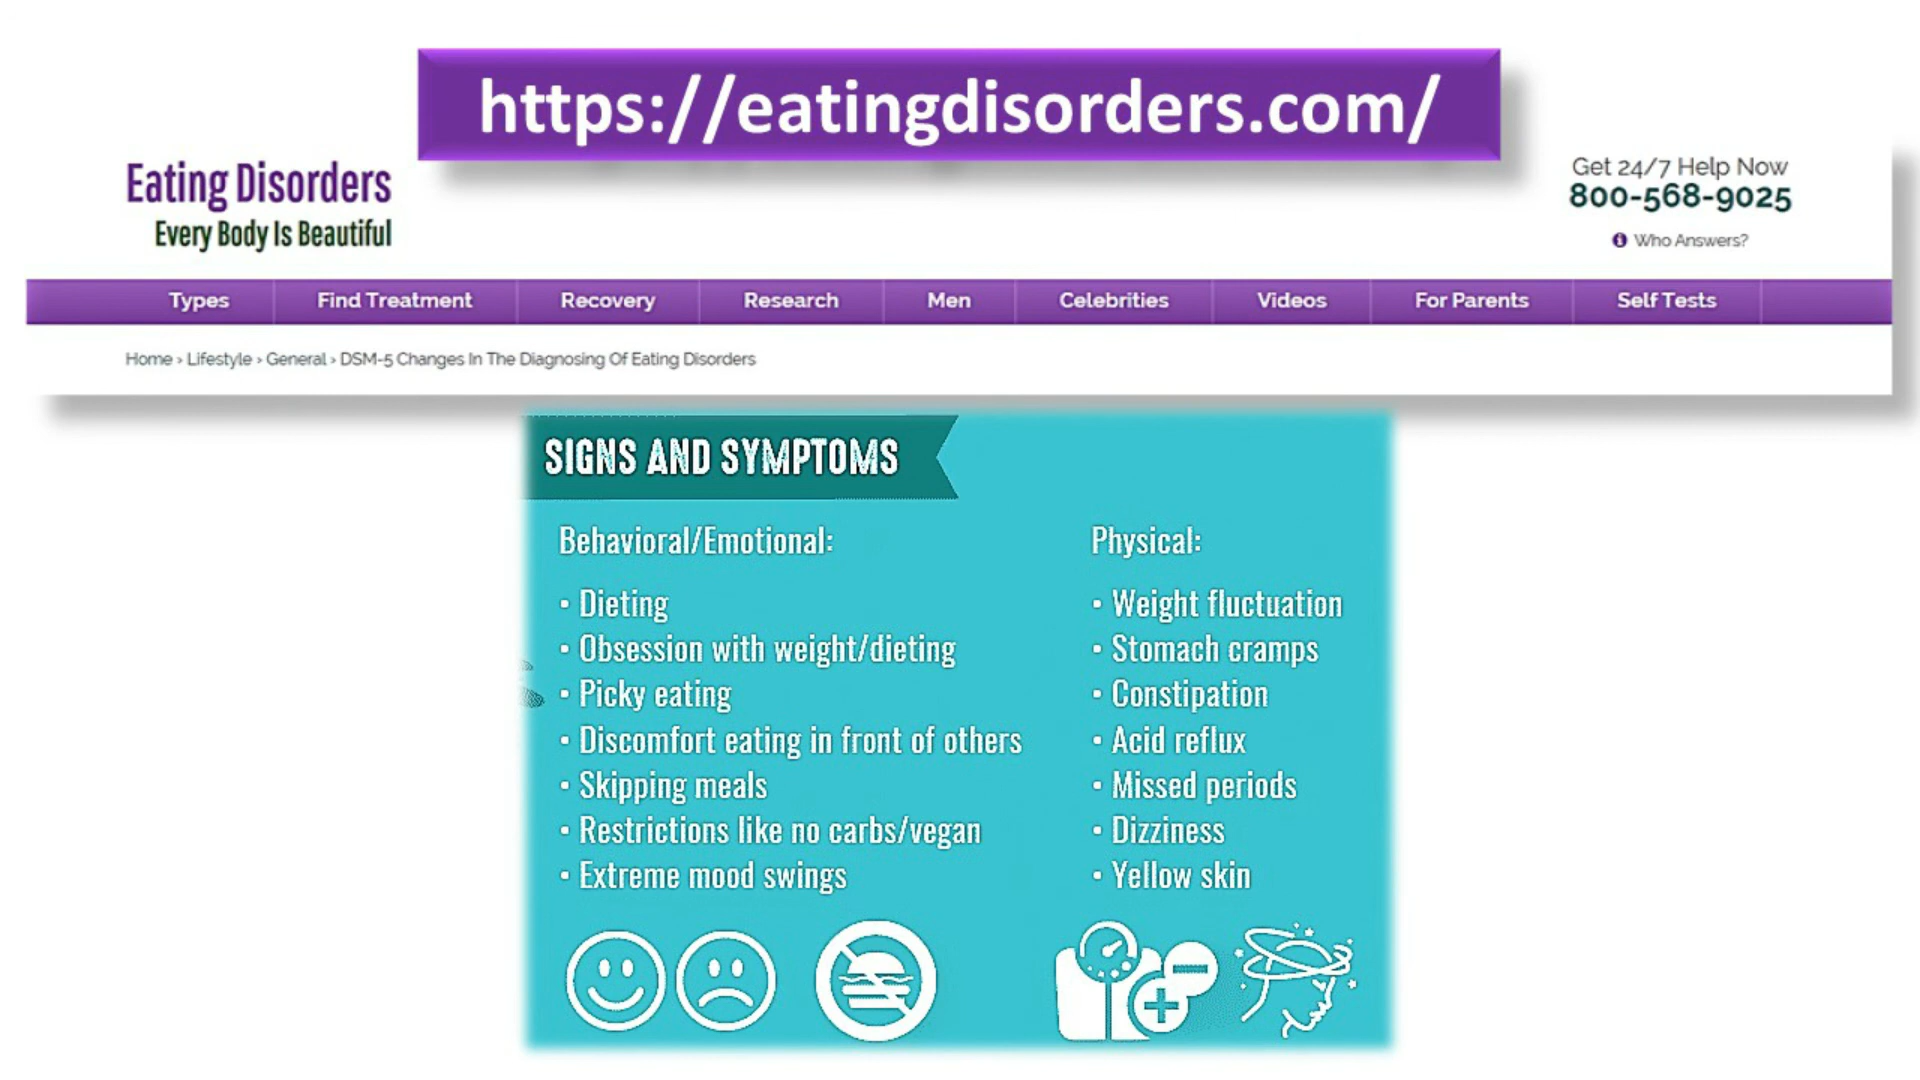 https://eatingdisorders.com/
Eating Disorders
Every Body Is Beautiful
Get 24/7 Help Now
800-568-9025
Who Answers?
Types Find Treatment Recovery Research Men Celebrities Videos For Parents Self Tests
Home › Lifestyle › General › DSM-5 Changes In The Diagnosing Of Eating Disorders
SIGNS AND SYMPTOMS
Behavioral/Emotional:
• Dieting
• Obsession with weight/dieting
• Picky eating
• Discomfort eating in front of others
• Skipping meals
• Restrictions like no carbs/vegan
• Extreme mood swings
Physical:
• Weight fluctuation
• Stomach cramps
• Constipation
• Acid reflux
• Missed periods
• Dizziness
• Yellow skin